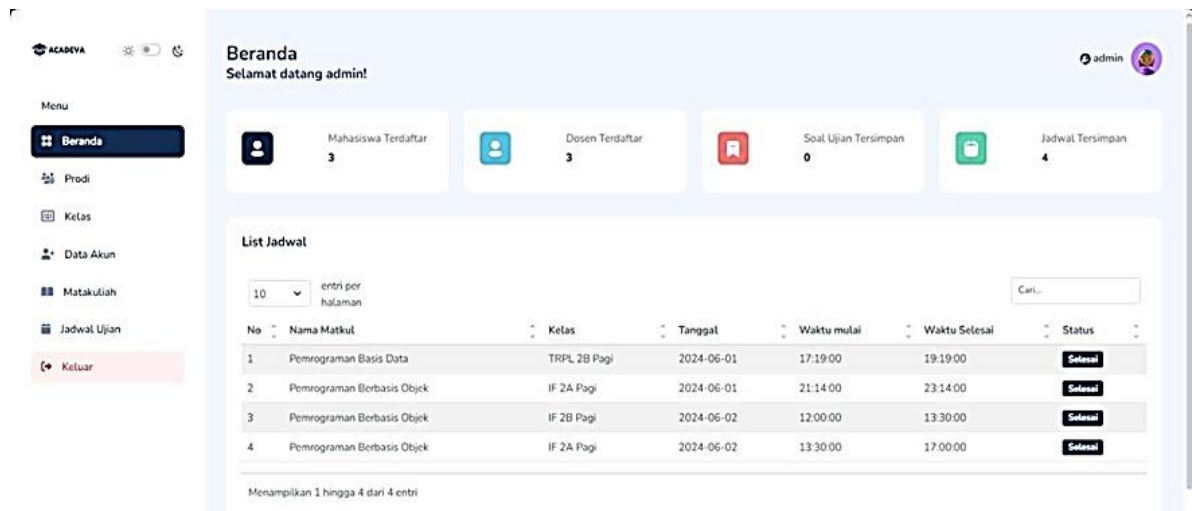 ACADEVA
Beranda
Selamat datang admin!
admin
Menu
Beranda
Prodi
Kelas
Data Akun
Matakuliah
Jadwal Ujian
Keluar
Mahasiswa Terdaftar
3
Dosen Terdaftar
3
Soal Ujian Tersimpan
0
Jadwal Tersimpan
4
List Jadwal
10 entri per
halaman
Cari...
No Nama Matkul Kelas Tanggal Waktu mulai Waktu Selesai Status
1 Pemrograman Basis Data TRPL 2B Pagi 2024-06-01 17:19:00 19:19:00 Selesai
2 Pemrograman Berbasis Objek IF 2A Pagi 2024-06-01 21:14:00 23:14:00 Selesai
3 Pemrograman Berbasis Objek IF 2B Pagi 2024-06-02 12:00:00 13:30:00 Selesai
4 Pemrograman Berbasis Objek IF 2A Pagi 2024-06-02 13:30:00 17:00:00 Selesai
Menampilkan 1 hingga 4 dari 4 entri